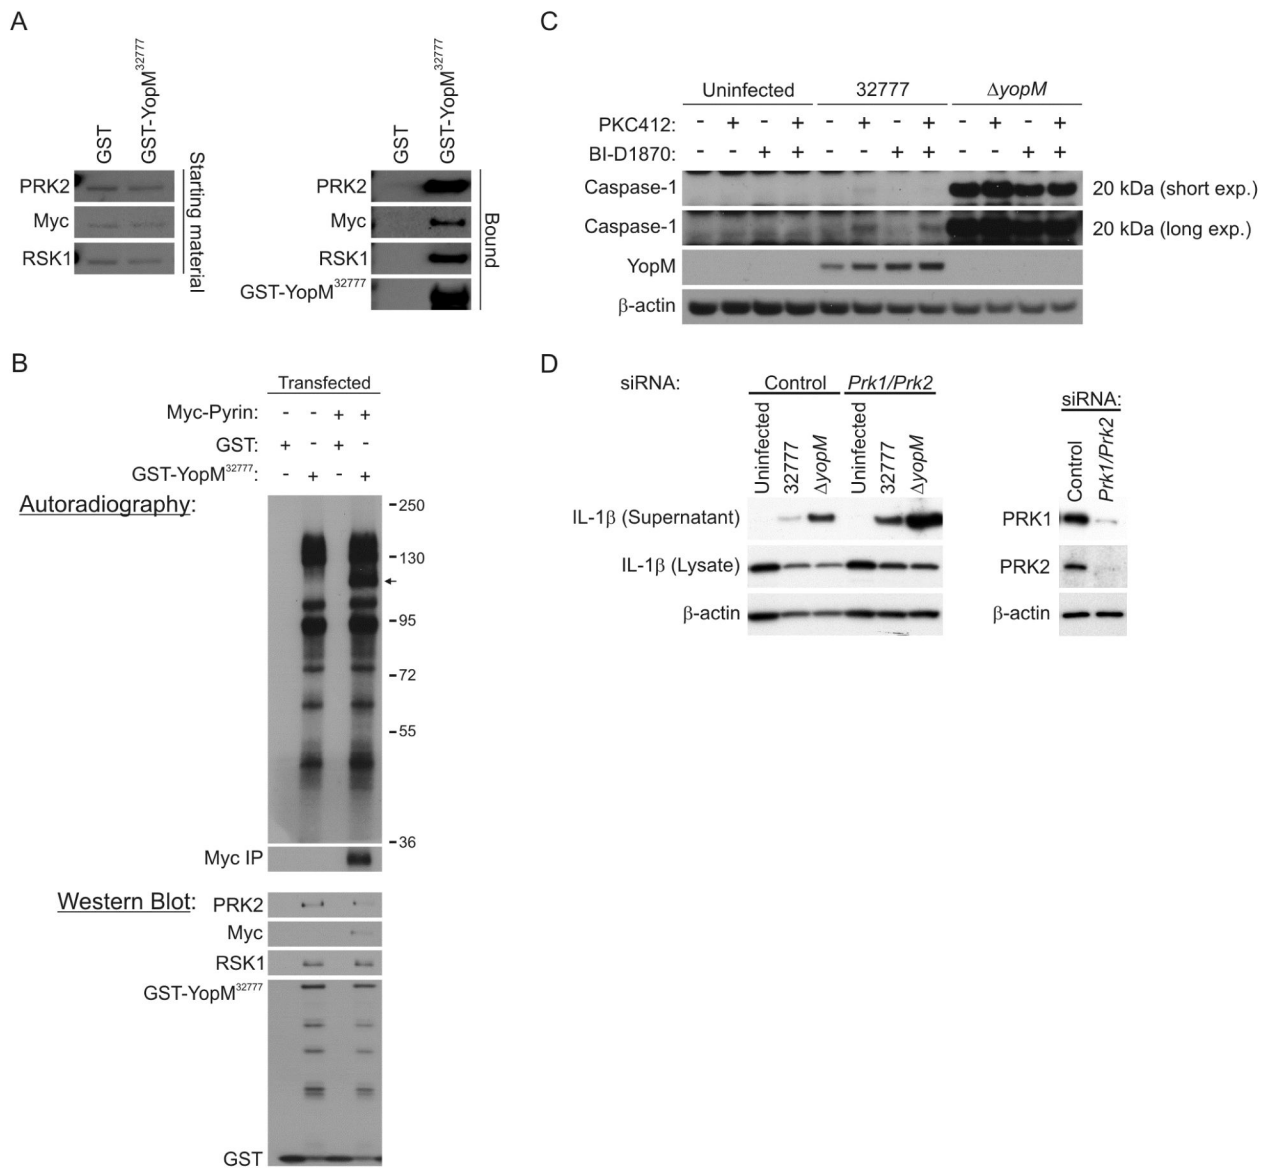 A
GST
GST-YopM32777
PRK2
Myc
RSK1
Starting material
GST
GST-YopM32777
PRK2
Myc
RSK1
GST-YopM32777
Bound
B
Transfected
Myc-Pyrin: - - + +
GST: + - + -
GST-YopM32777: - + - +
Autoradiography:
250
130
95
72
55
36
Myc IP
Western Blot: PRK2
Myc
RSK1
GST-YopM32777
GST
C
Uninfected 32777 ΔyopM
PKC412: - + - + - + - + - + - +
BI-D1870: - - + + - - + + - - + +
Caspase-1 20 kDa (short exp.)
Caspase-1 20 kDa (long exp.)
YopM
β-actin
D
siRNA: Control Prk1/Prk2
Uninfected
32777
ΔyopM
Uninfected
32777
ΔyopM
IL-1β (Supernatant)
IL-1β (Lysate)
β-actin
siRNA:
Control
Prk1/Prk2
PRK1
PRK2
β-actin